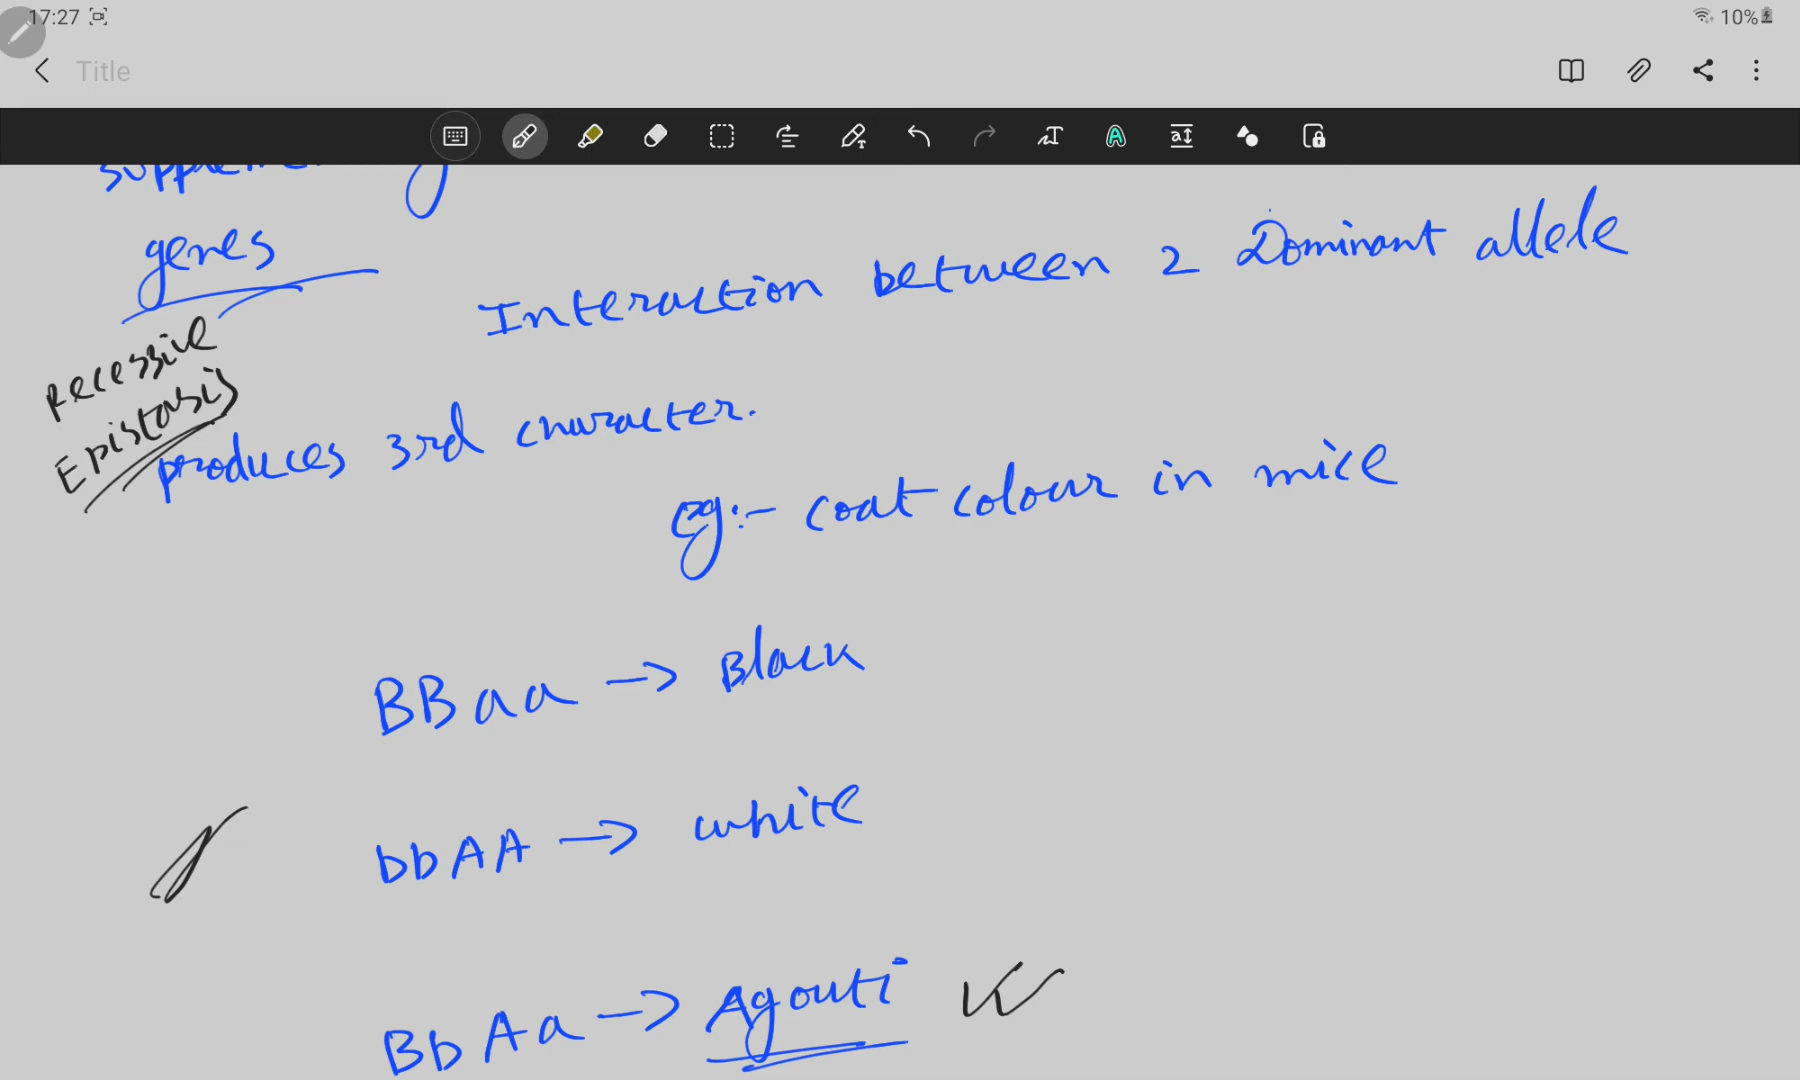 17:27
10%
Title
supplementary
genes
Interaction between 2 Dominant allele
recessive
Epistasis
produces 3rd character.
eg:- coat colour in mice
BBaa → Black
bbAA → white
BbAa → Agouti